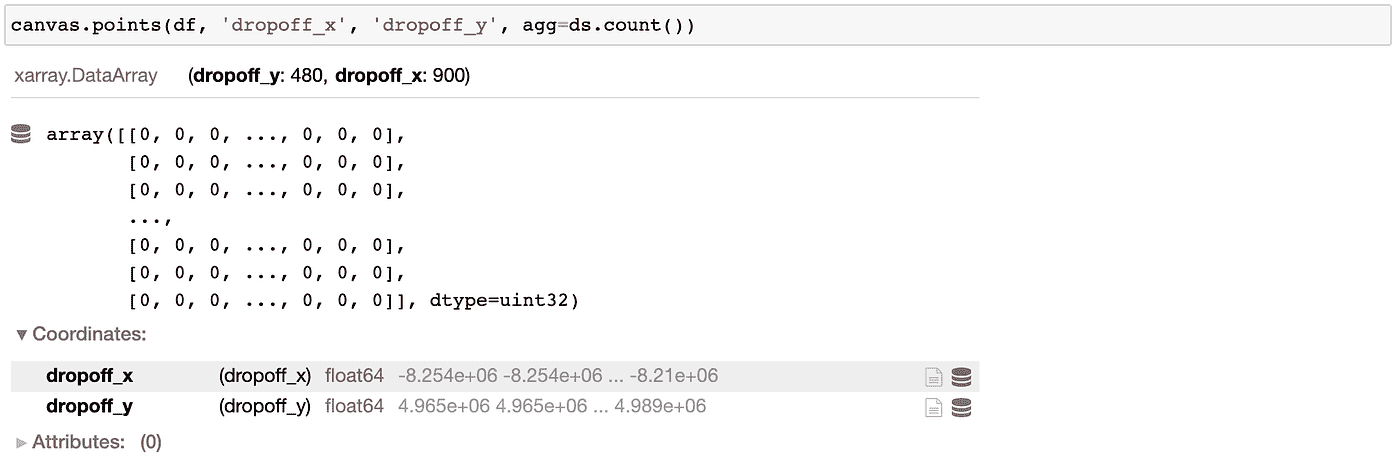 canvas.points(df, 'dropoff_x', 'dropoff_y', agg=ds.count())
xarray.DataArray (dropoff_y: 480, dropoff_x: 900)
array([[0, 0, 0, ..., 0, 0, 0],
[0, 0, 0, ..., 0, 0, 0],
[0, 0, 0, ..., 0, 0, 0],
...,
[0, 0, 0, ..., 0, 0, 0],
[0, 0, 0, ..., 0, 0, 0],
[0, 0, 0, ..., 0, 0, 0]], dtype=uint32)
▼ Coordinates:
dropoff_x (dropoff_x) float64 -8.254e+06 -8.254e+06 ... -8.21e+06
dropoff_y (dropoff_y) float64 4.965e+06 4.965e+06 ... 4.989e+06
► Attributes: (0)